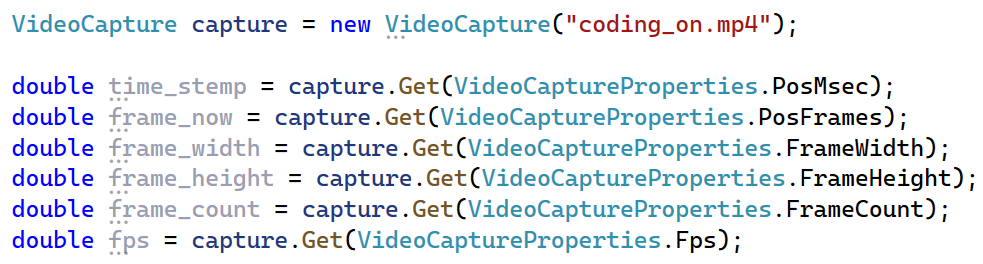 VideoCapture capture = new VideoCapture("coding_on.mp4");
double time_stemp = capture.Get(VideoCaptureProperties.PosMsec);
double frame_now = capture.Get(VideoCaptureProperties.PosFrames);
double frame_width = capture.Get(VideoCaptureProperties.FrameWidth);
double frame_height = capture.Get(VideoCaptureProperties.FrameHeight);
double frame_count = capture.Get(VideoCaptureProperties.FrameCount);
double fps = capture.Get(VideoCaptureProperties.Fps);